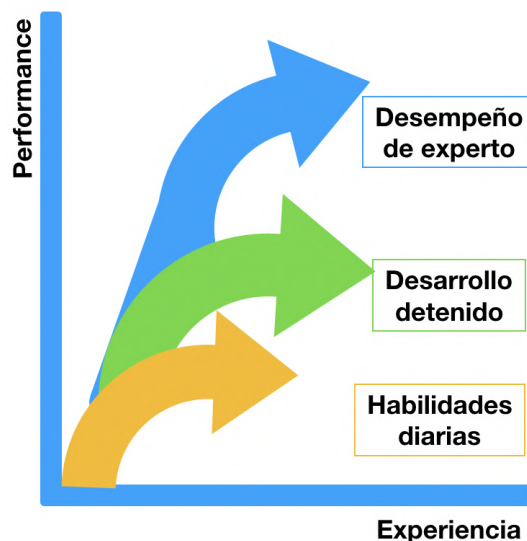 Performance
Desempeño
de experto
Desarrollo
detenido
Habilidades
diarias
Experiencia